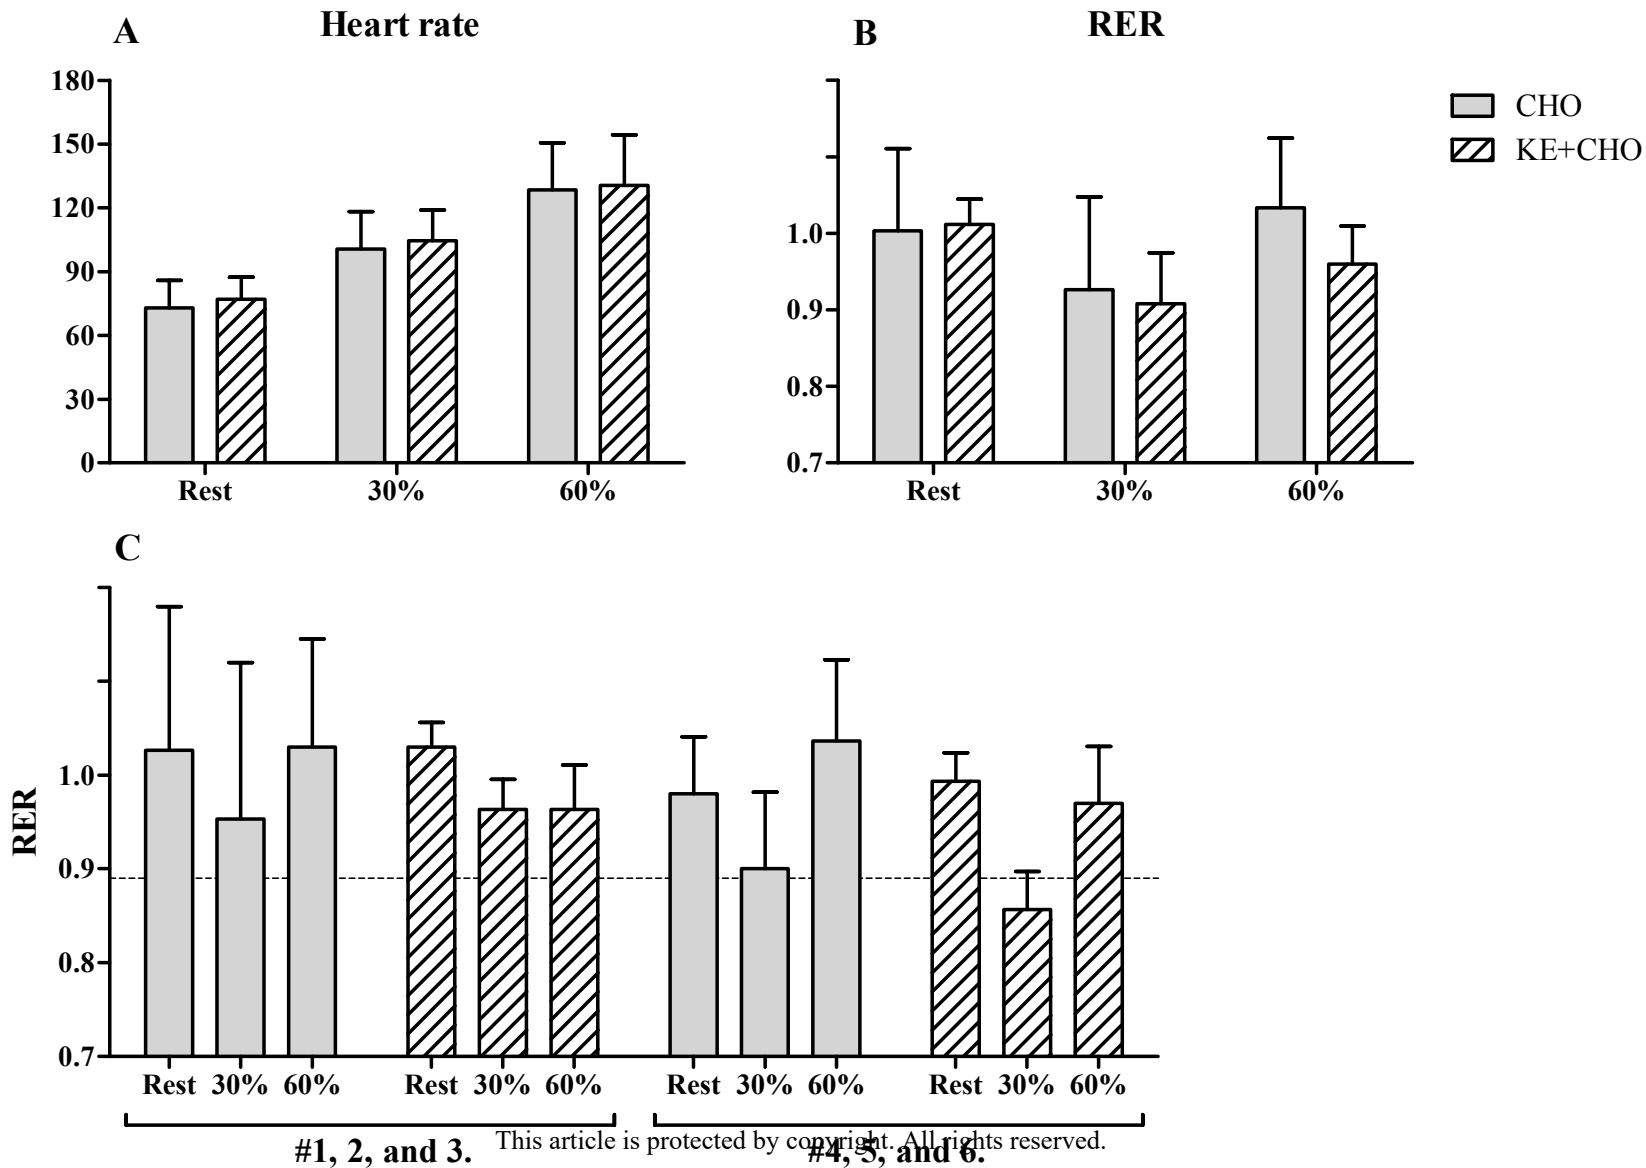 A
Heart rate
B
RER
180
150
120
90
60
30
0
Rest
30%
60%
1.0
0.9
0.8
0.7
Rest
30%
60%
CHO
KE+CHO
C
RER
1.0
0.9
0.8
0.7
Rest 30% 60% Rest 30% 60% Rest 30% 60% Rest 30% 60%
#1, 2, and 3.
#4, 5, and 6.
This article is protected by copyright. All rights reserved.